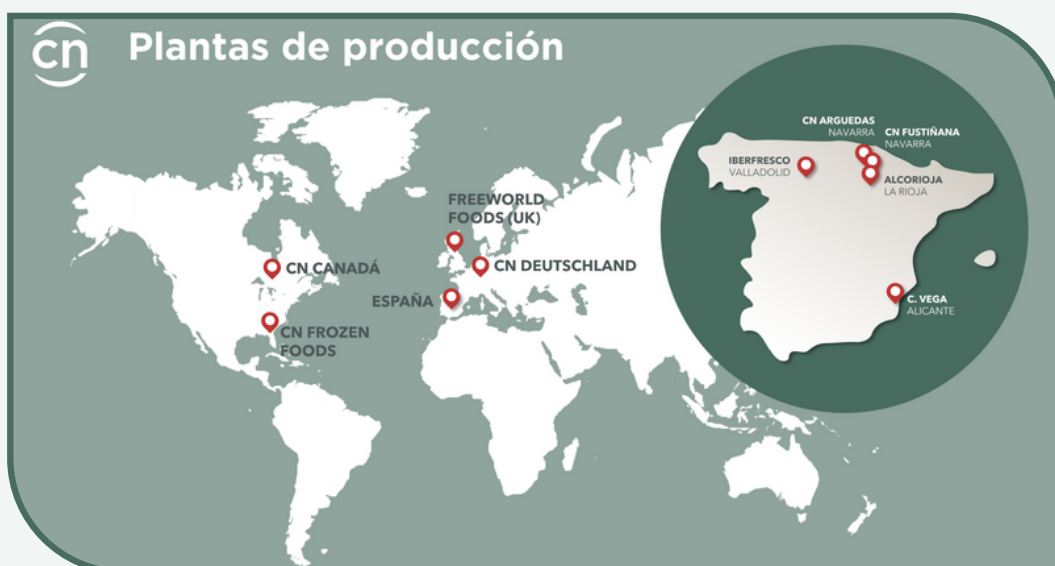 cn Plantas de producción
CN ARGUEDAS
NAVARRA
CN FUSTIÑANA
NAVARRA
IBERFRESCO
VALLADOLID
ALCORIOJA
LA RIOJA
FREEWORLD
FOODS (UK)
CN CANADÁ
CN DEUTSCHLAND
ESPAÑA
C. VEGA
ALICANTE
CN FROZEN
FOODS